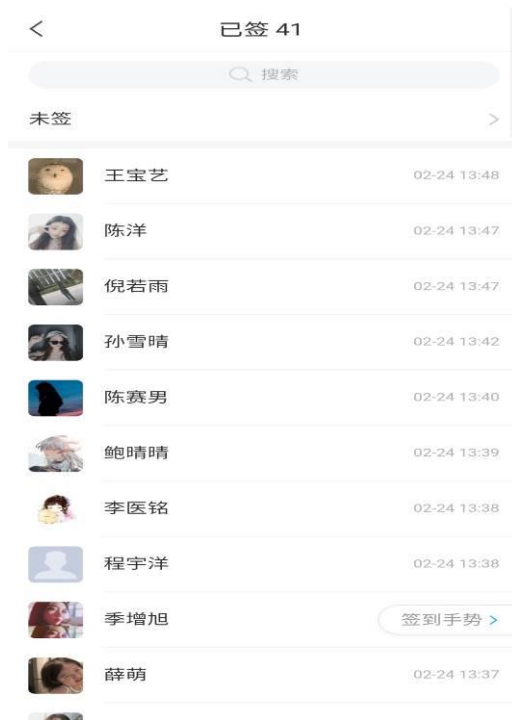 已签 41
搜索
未签
王宝艺 02-24 13:48
陈洋 02-24 13:47
倪若雨 02-24 13:47
孙雪晴 02-24 13:42
陈赛男 02-24 13:40
鲍晴晴 02-24 13:39
李医铭 02-24 13:38
程宇洋 02-24 13:38
季增旭 签到手势
薛萌 02-24 13:37